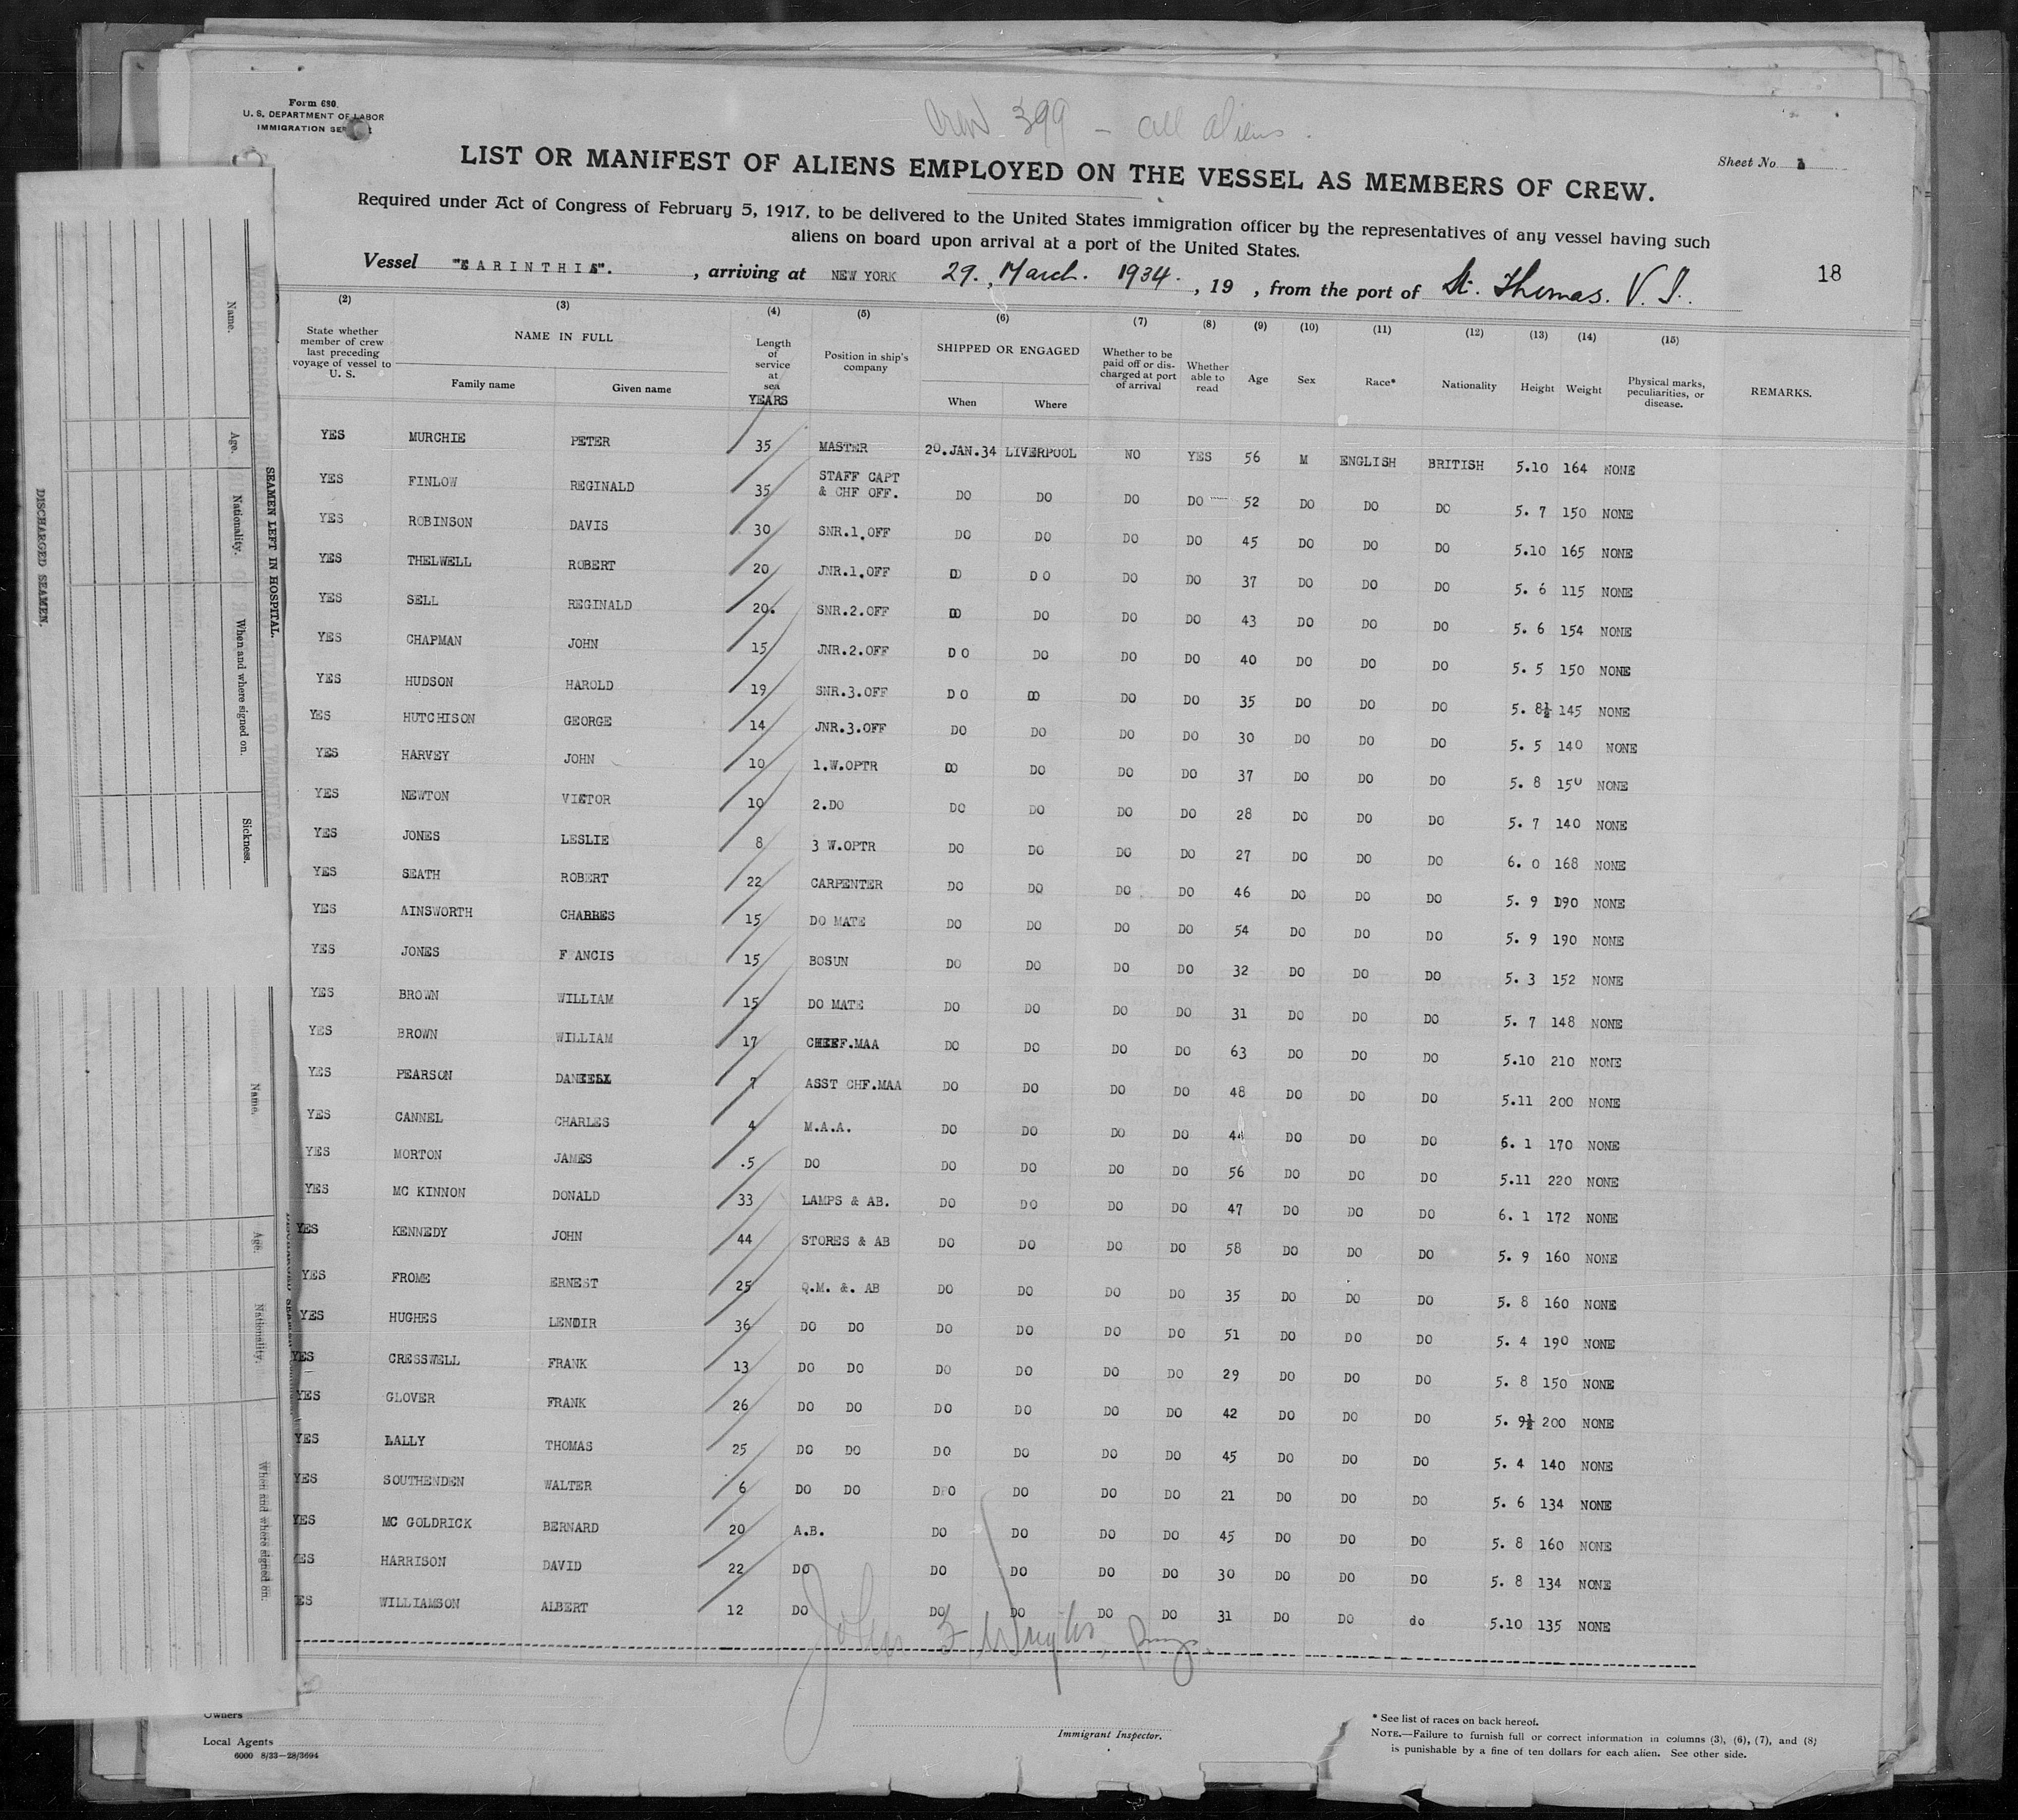 Form 680.
U. S. DEPARTMENT OF LABOR
IMMIGRATION
Crew 399 - all aliens.
LIST OR MANIFEST OF ALIENS EMPLOYED ON THE VESSEL AS MEMBERS OF CREW.
Sheet No
Required under Act of Congress of February 5, 1917, to be delivered to the United States immigration officer by the representatives of any vessel having such
aliens on board upon arrival at a port of the United States.
Vessel "CARINTHIA". , arriving at NEW YORK 29, March. 1934. , 19 , from the port of St. Thomas. V. I.
18
(2) (3) (4) (5) (6) (7) (8) (9) (10) (11) (12) (13) (14) (15)
State whether member of crew last preceding voyage of vessel to U. S. NAME IN FULL Family name Given name Length of service at sea YEARS Position in ship's company SHIPPED OR ENGAGED When Where Whether to be paid off or discharged at port of arrival Whether able to read Age Sex Race* Nationality Height Weight Physical marks, peculiarities, or disease. REMARKS.
YES MURCHIE PETER 35 MASTER 20.JAN.34 LIVERPOOL NO YES 56 M ENGLISH BRITISH 5.10 164 NONE
YES FINLOW REGINALD 35 STAFF CAPT & CHF OFF. DO DO DO DO 52 DO DO DO 5. 7 150 NONE
YES ROBINSON DAVIS 30 SNR.1.OFF DO DO DO DO 45 DO DO DO 5.10 165 NONE
YES THELWELL ROBERT 20 JNR.1.OFF DO DO DO DO 37 DO DO DO 5. 6 115 NONE
YES SELL REGINALD 20. SNR.2.OFF DO DO DO DO 43 DO DO DO 5. 6 154 NONE
YES CHAPMAN JOHN 15 JNR.2.OFF DO DO DO DO 40 DO DO DO 5. 5 150 NONE
YES HUDSON HAROLD 19 SNR.3.OFF DO DO DO DO 35 DO DO DO 5. 8½ 145 NONE
YES HUTCHISON GEORGE 14 JNR.3.OFF DO DO DO DO 30 DO DO DO 5. 5 140 NONE
YES HARVEY JOHN 10 1.W.OPTR DO DO DO DO 37 DO DO DO 5. 8 150 NONE
YES NEWTON VICTOR 10 2.DO DO DO DO DO 28 DO DO DO 5. 7 140 NONE
YES JONES LESLIE 8 3 W.OPTR DO DO DO DO 27 DO DO DO 6. 0 168 NONE
YES SEATH ROBERT 22 CARPENTER DO DO DO DO 46 DO DO DO 5. 9 190 NONE
YES AINSWORTH CHARLES 15 DO MATE DO DO DO DO 54 DO DO DO 5. 9 190 NONE
YES JONES F ANCIS 15 BOSUN DO DO DO DO 32 DO DO DO 5. 3 152 NONE
YES BROWN WILLIAM 15 DO MATE DO DO DO DO 31 DO DO DO 5. 7 148 NONE
YES BROWN WILLIAM 17 CHIEF.MAA DO DO DO DO 63 DO DO DO 5.10 210 NONE
YES PEARSON 7 ASST CHF.MAA DO DO DO DO 48 DO DO DO 5.11 200 NONE
YES CANNEL CHARLES 4 M.A.A. DO DO DO DO 44 DO DO DO 6. 1 170 NONE
YES MORTON JAMES .5 DO DO DO DO DO 56 DO DO DO 5.11 220 NONE
YES MC KINNON DONALD 33 LAMPS & AB. DO DO DO DO 47 DO DO DO 6. 1 172 NONE
YES KENNEDY JOHN 44 STORES & AB DO DO DO DO 58 DO DO DO 5. 9 160 NONE
YES FROME ERNEST 25 Q.M. &. AB DO DO DO DO 35 DO DO DO 5. 8 160 NONE
YES HUGHES 36 DO DO DO DO DO DO 51 DO DO DO 5. 4 190 NONE
YES CRESSWELL FRANK 13 DO DO DO DO DO DO 29 DO DO DO 5. 8 150 NONE
YES GLOVER FRANK 26 DO DO DO DO DO DO 42 DO DO DO 5. 9½ 200 NONE
YES LALLY THOMAS 25 DO DO DO DO DO DO 45 DO DO DO 5. 4 140 NONE
YES SOUTHENDEN WALTER 6 DO DO DO DO DO DO 21 DO DO DO 5. 6 134 NONE
YES MC GOLDRICK BERNARD 20 A.B. DO DO DO DO 45 DO DO DO 5. 8 160 NONE
ES HARRISON DAVID 22 DO DO DO DO DO 30 DO DO DO 5. 8 134 NONE
ES WILLIAMSON ALBERT 12 DO DO DO DO DO 31 DO DO do 5.10 135 NONE
Owners
Local Agents
6000 8/33—28/3694
Immigrant Inspector.
* See list of races on back hereof.
NOTE.—Failure to furnish full or correct information in columns (3), (6), (7), and (8)
is punishable by a fine of ten dollars for each alien. See other side.
DISCHARGED SEAMEN.
SEAMEN LEFT IN HOSPITAL.
Name.
Age.
Nationality.
When and where signed on.
Sickness.
Name.
Age.
Nationality.
When and where signed on.